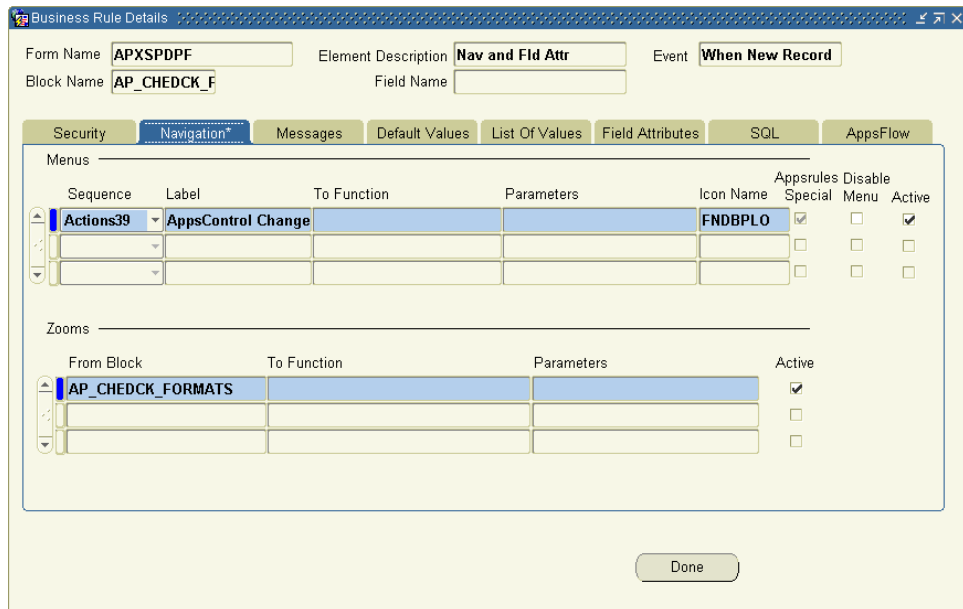 Business Rule Details
Form Name APXSPDPF Element Description Nav and Fld Attr Event When New Record
Block Name AP_CHEDCK_F Field Name
Security Navigation* Messages Default Values List Of Values Field Attributes SQL AppsFlow
Menus
Appsrules Disable
Sequence Label To Function Parameters Icon Name Special Menu Active
Actions39 AppsControl Change FNDBPLO
Zooms
From Block To Function Parameters Active
AP_CHEDCK_FORMATS
Done